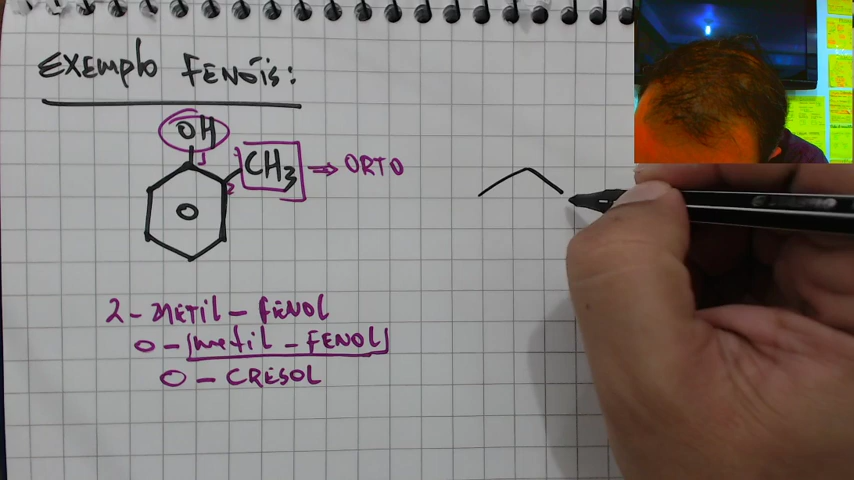 EXEMPlo FENÓis:
OH
CH3 ⇒ ORTO
2-METIL-FENOL
O-metil-FENOL
O-CRESOL